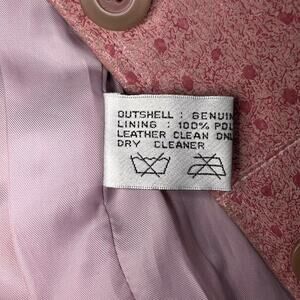 OUTSHELL : GENUIN
LINING : 100% POL
LEATHER CLEAN ONL
DRY CLEANER